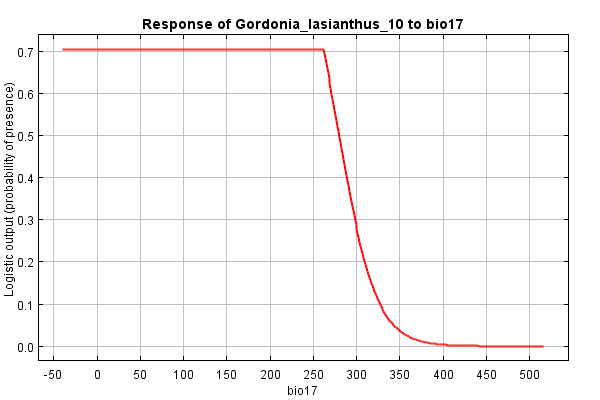 Response of Gordonia_lasianthus_10 to bio17
Logistic output (probability of presence)
0.7
0.6
0.5
0.4
0.3
0.2
0.1
0.0
-50 0 50 100 150 200 250 300 350 400 450 500
bio17